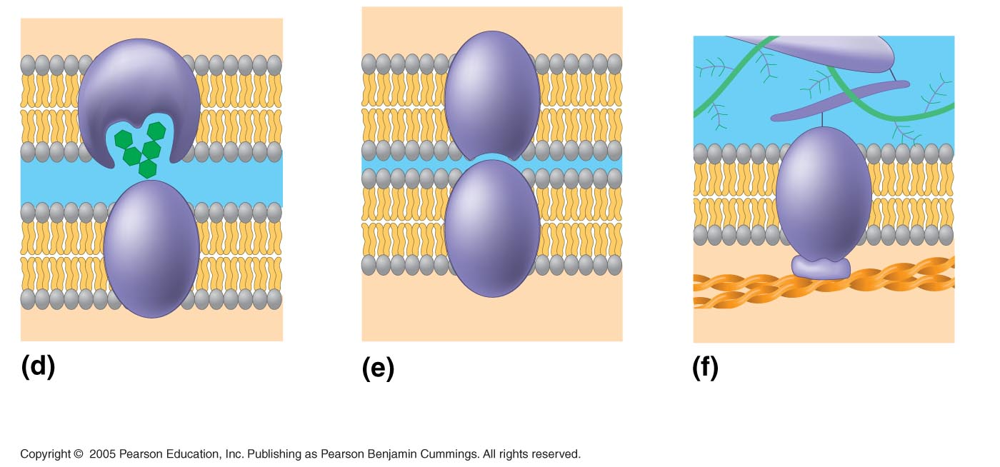 (d)
(e)
(f)
Copyright © 2005 Pearson Education, Inc. Publishing as Pearson Benjamin Cummings. All rights reserved.